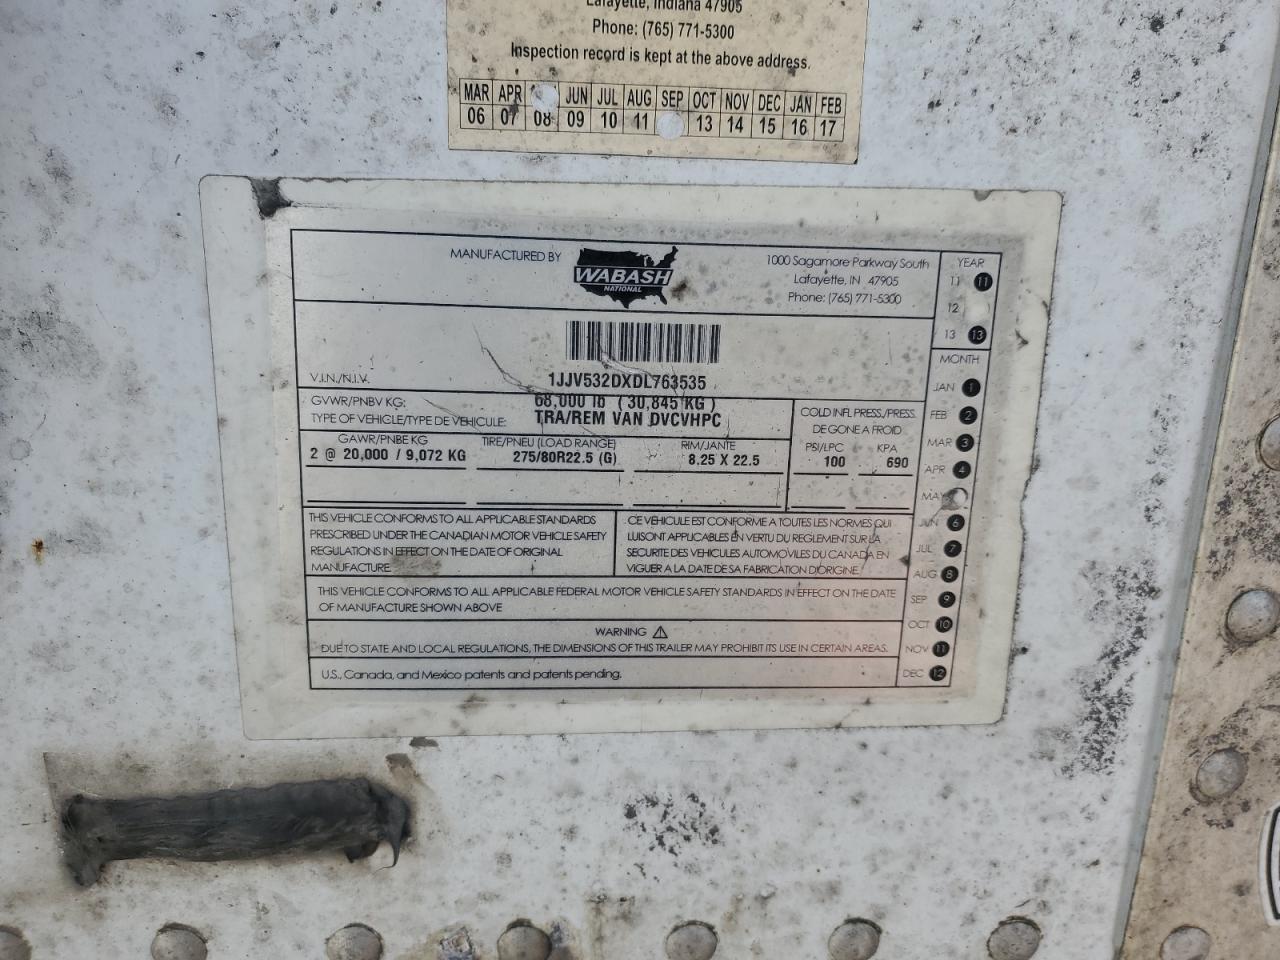 Lafayette, Indiana 47905
Phone: (765) 771-5300
Inspection record is kept at the above address.
MAR APR JUN JUL AUG SEP OCT NOV DEC JAN FEB
06 07 08 09 10 11 13 14 15 16 17
MANUFACTURED BY
WABASH
NATIONAL
1000 Sagamore Parkway South
Lafayette, IN 47905
Phone: (765) 771-5300
V.I.N./N.I.V.
1JJV532DXDL763535
GVWR/PNBV KG:
68,000 lb (30,845 KG)
TYPE OF VEHICLE/TYPE DE VEHICULE:
TRA/REM VAN DVCVHPC
COLD INFL PRESS./PRESS.
DE GONE A FROID
GAWR/PNBE KG TIRE/PNEU (LOAD RANGE) RIM/JANTE PSI/LPC KPA
2 @ 20,000 / 9,072 KG 275/80R22.5 (G) 8.25 X 22.5 100 690
THIS VEHICLE CONFORMS TO ALL APPLICABLE STANDARDS
PRESCRIBED UNDER THE CANADIAN MOTOR VEHICLE SAFETY
REGULATIONS IN EFFECT ON THE DATE OF ORIGINAL
MANUFACTURE
CE VEHICULE EST CONFORME A TOUTES LES NORMES QUI
LUI SONT APPLICABLES EN VERTU DU REGLEMENT SUR LA
SECURITE DES VEHICULES AUTOMOVILES DU CANADA EN
VIGUER A LA DATE DE SA FABRICATION D'ORIGINE.
THIS VEHICLE CONFORMS TO ALL APPLICABLE FEDERAL MOTOR VEHICLE SAFETY STANDARDS IN EFFECT ON THE DATE
OF MANUFACTURE SHOWN ABOVE
WARNING
DUE TO STATE AND LOCAL REGULATIONS, THE DIMENSIONS OF THIS TRAILER MAY PROHIBIT ITS USE IN CERTAIN AREAS.
U.S., Canada, and Mexico patents and patents pending.
YEAR
11 11
12
13 13
MONTH
JAN 1
FEB 2
MAR 3
APR 4
MAY
JUN 6
JUL 7
AUG 8
SEP 9
OCT 10
NOV 11
DEC 12